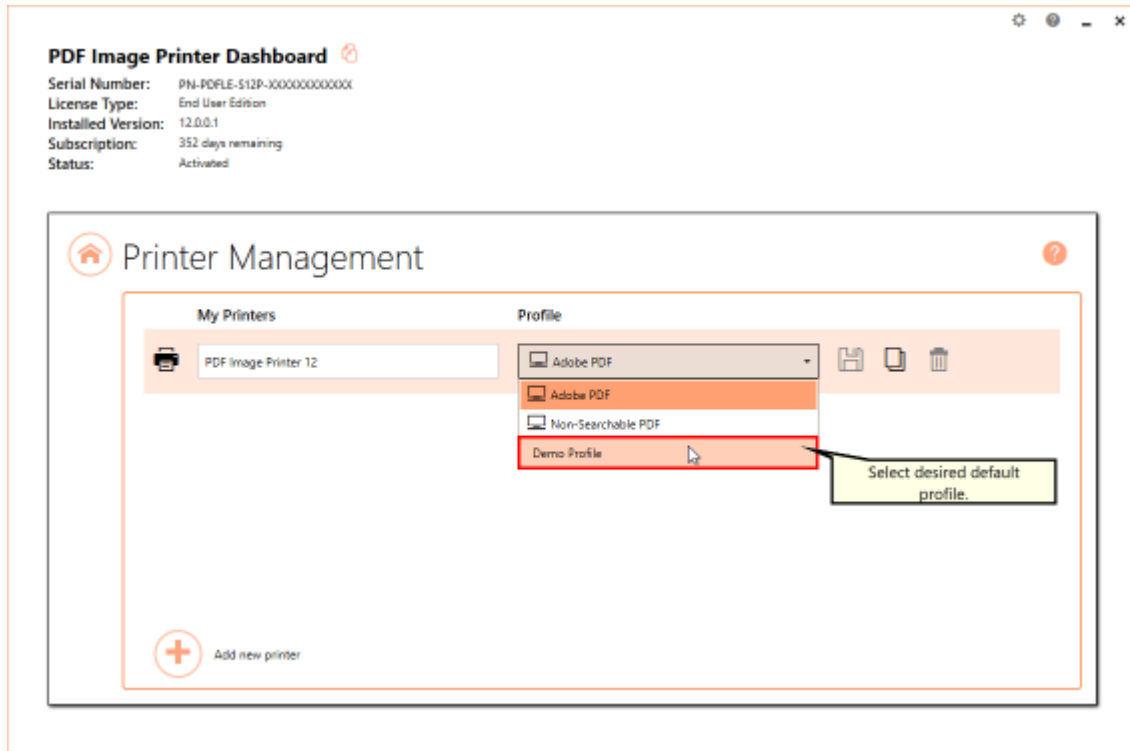 PDF Image Printer Dashboard
Serial Number: PN-PDFLE-S12P-XXXXXXXXXXXX
License Type: End User Edition
Installed Version: 12.0.0.1
Subscription: 352 days remaining
Status: Activated
Printer Management
My Printers Profile
PDF Image Printer 12 Adobe PDF
Adobe PDF
Non-Searchable PDF
Demo Profile
Select desired default
profile.
Add new printer